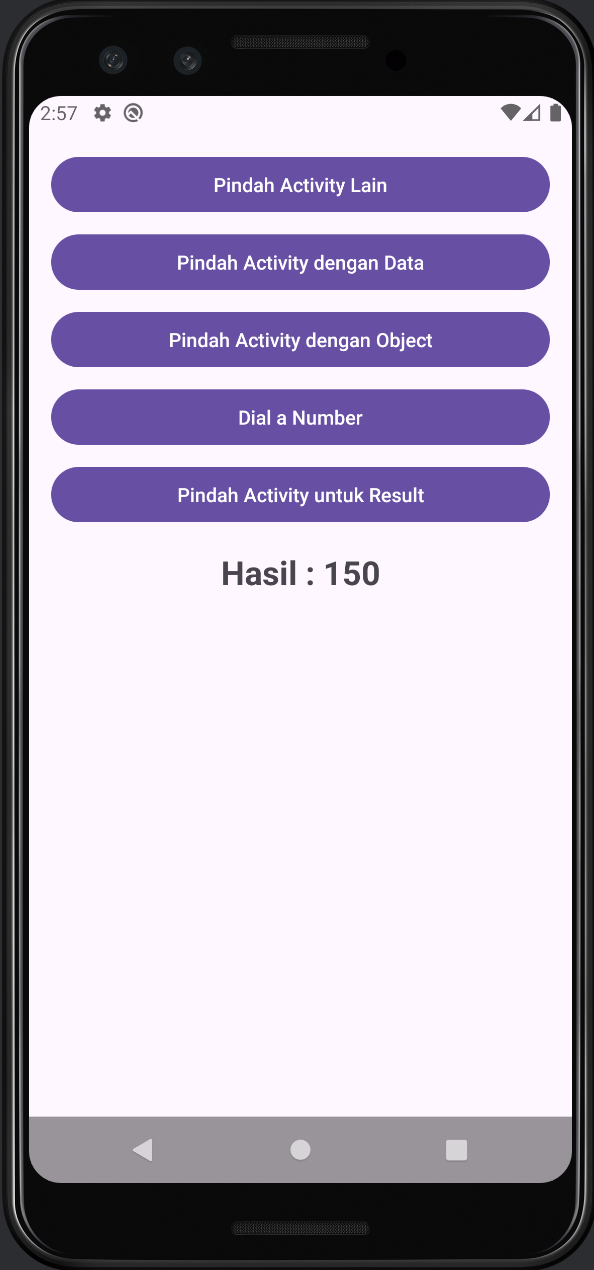 2:57
Pindah Activity Lain
Pindah Activity dengan Data
Pindah Activity dengan Object
Dial a Number
Pindah Activity untuk Result
Hasil : 150